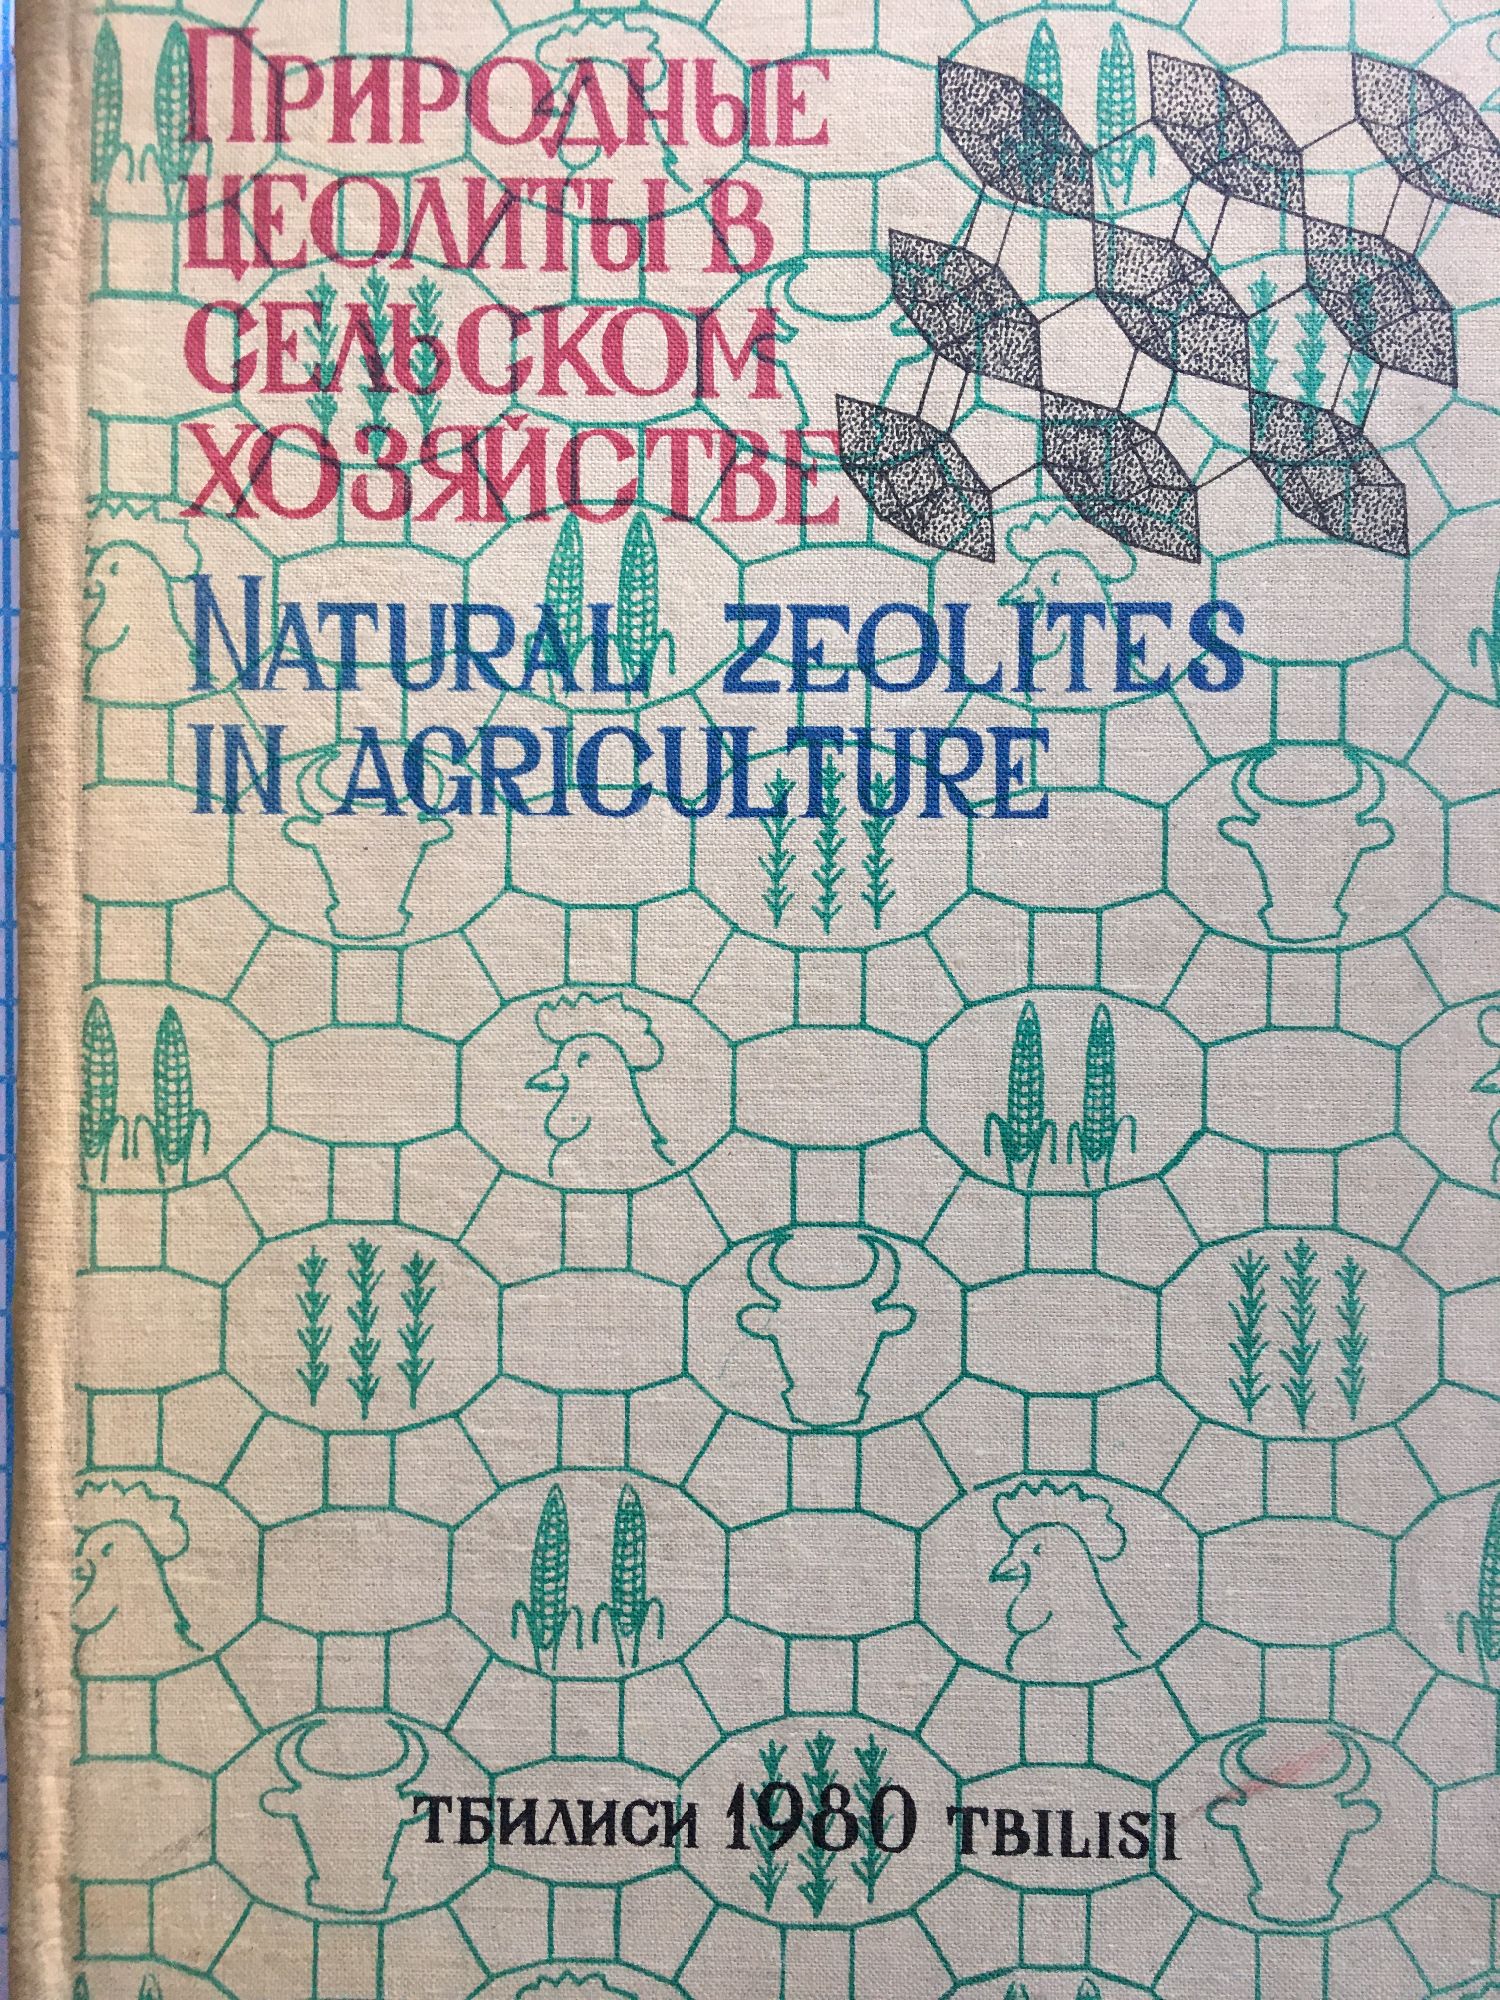 Природные
цеолиты в
сельском
хозяйстве
Natural zeolites
in agriculture
Тбилиси 1980 Tbilisi